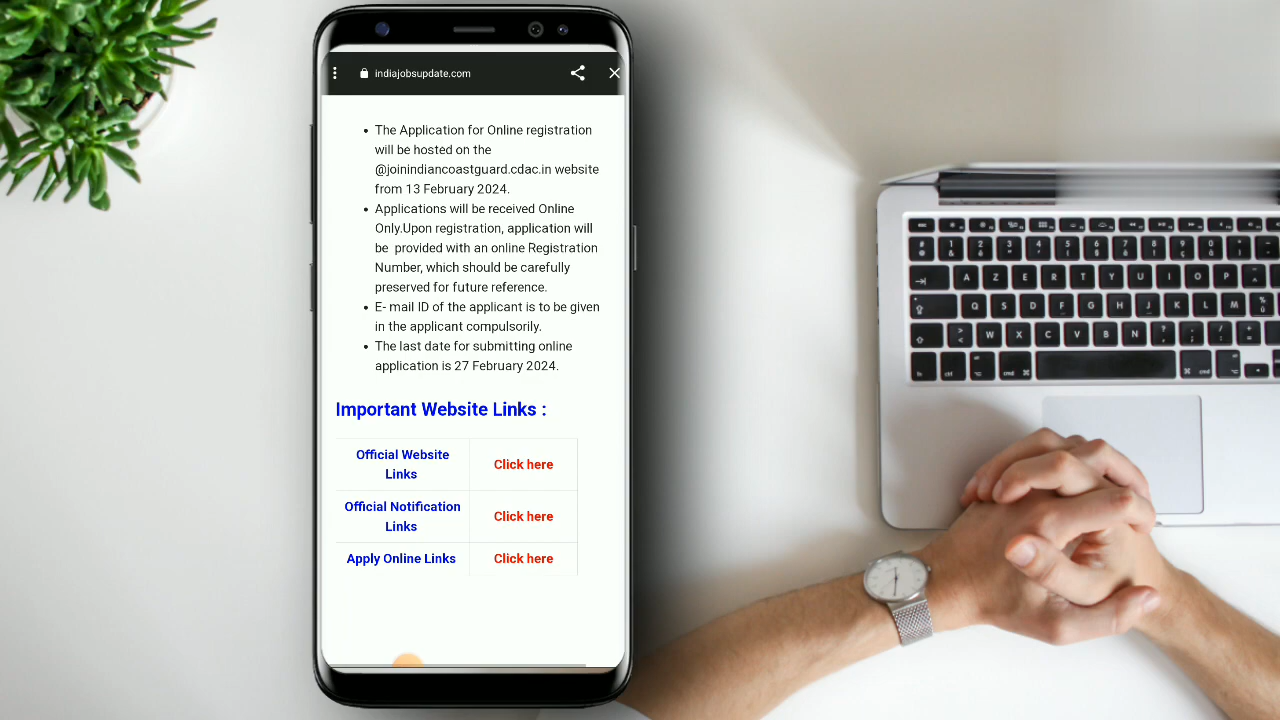 indiajobsupdate.com
• The Application for Online registration
will be hosted on the
@joinindiancoastguard.cdac.in website
from 13 February 2024.
• Applications will be received Online
Only.Upon registration, application will
be provided with an online Registration
Number, which should be carefully
preserved for future reference.
• E- mail ID of the applicant is to be given
in the applicant compulsorily.
• The last date for submitting online
application is 27 February 2024.
Important Website Links :
Official Website
Links
Click here
Official Notification
Links
Click here
Apply Online Links
Click here
A Z E R T Y U I O P
Q S D F G H J K L M
W X C V B N
fn ctrl cmd cmd